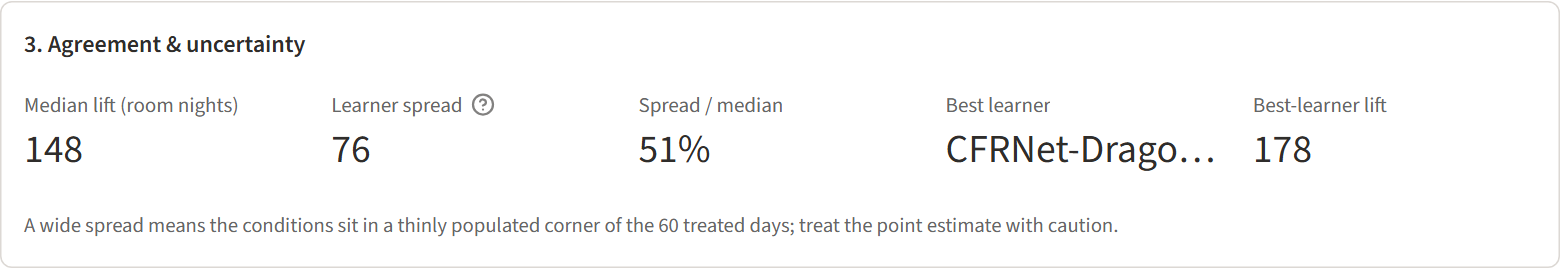 3. Agreement & uncertainty
Median lift (room nights)
148
Learner spread ?
76
Spread / median
51%
Best learner
CFRNet-Drago…
Best-learner lift
178
A wide spread means the conditions sit in a thinly populated corner of the 60 treated days; treat the point estimate with caution.